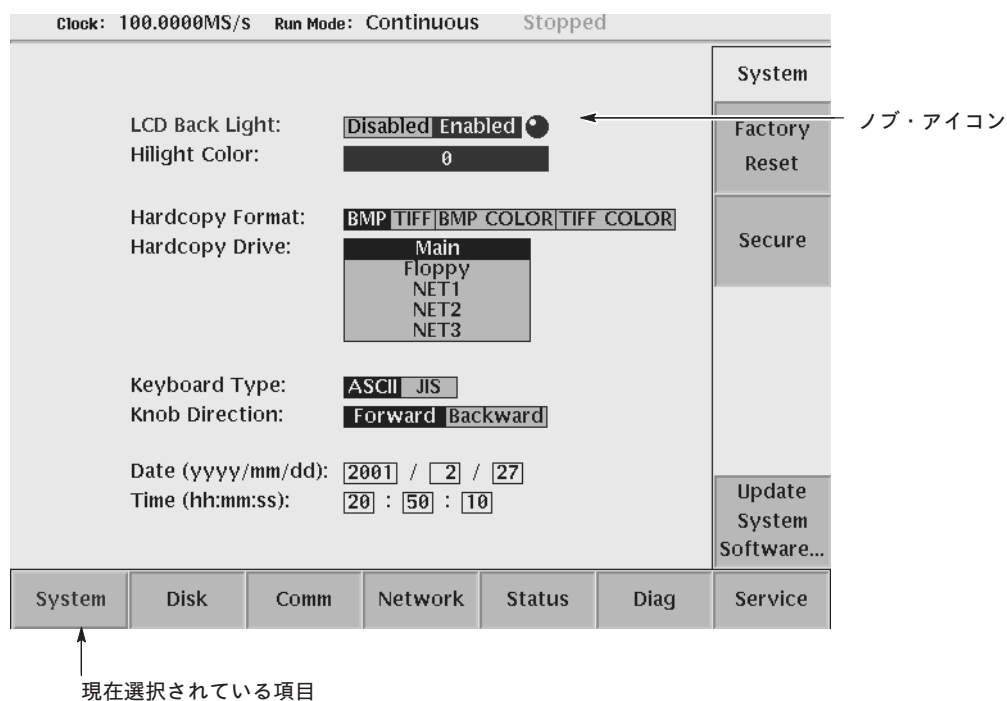 Clock: 100.0000MS/s Run Mode: Continuous Stopped
System
LCD Back Light: Disabled Enabled
ノブ・アイコン
Hilight Color: 0
Factory
Reset
Hardcopy Format: BMP TIFF BMP COLOR TIFF COLOR
Hardcopy Drive: Main
Floppy
NET1
NET2
NET3
Secure
Keyboard Type: ASCII JIS
Knob Direction: Forward Backward
Date (yyyy/mm/dd): 2001 / 2 / 27
Time (hh:mm:ss): 20 : 50 : 10
Update
System
Software...
System Disk Comm Network Status Diag Service
現在選択されている項目